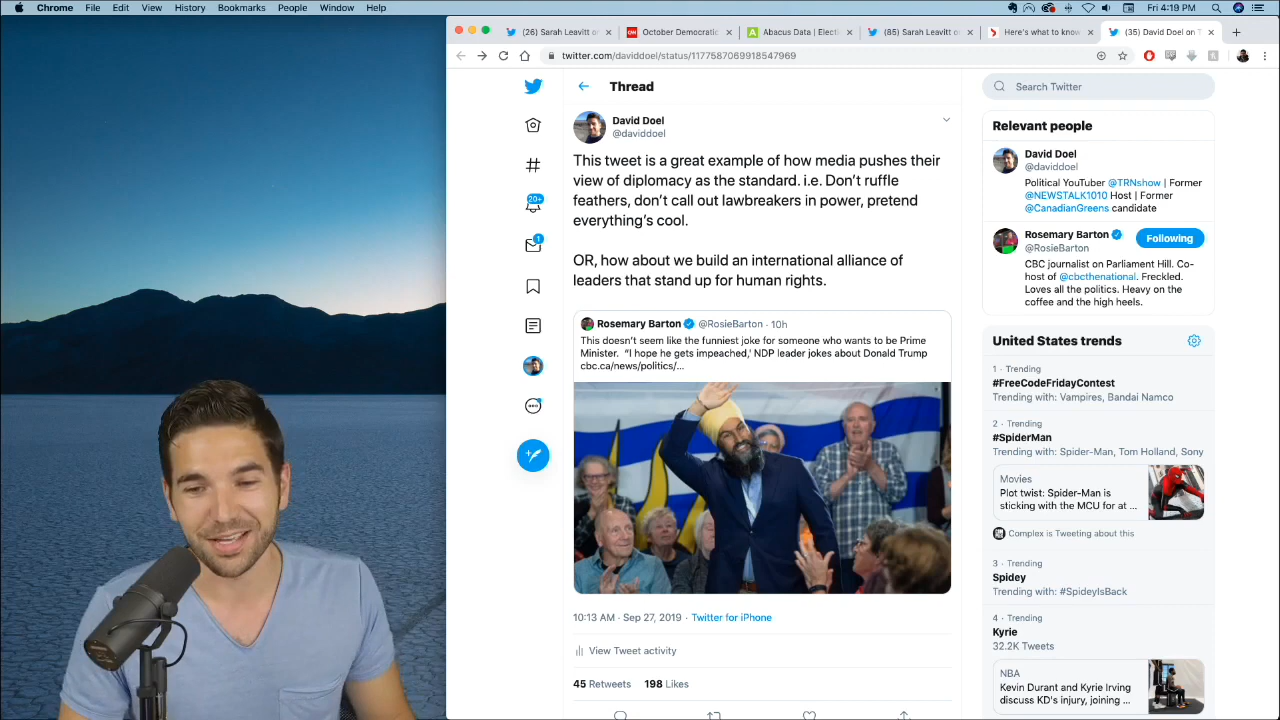 Chrome File Edit View History Bookmarks People Window Help
Fri 4:19 PM
(26) Sarah Leavitt o
October Democratic
Abacus Data | Electi
(85) Sarah Leavitt o
Here's what to know
(35) David Doel on T
twitter.com/daviddoel/status/1177587069918547969
Thread
Search Twitter
David Doel
@daviddoel
This tweet is a great example of how media pushes their
view of diplomacy as the standard. i.e. Don't ruffle
feathers, don't call out lawbreakers in power, pretend
everything's cool.
OR, how about we build an international alliance of
leaders that stand up for human rights.
Rosemary Barton @RosieBarton · 10h
This doesn't seem like the funniest joke for someone who wants to be Prime
Minister. "I hope he gets impeached,' NDP leader jokes about Donald Trump
cbc.ca/news/politics/…
10:13 AM · Sep 27, 2019 · Twitter for iPhone
View Tweet activity
45 Retweets 198 Likes
20+
1
Relevant people
David Doel
@daviddoel
Political YouTuber @TRNshow | Former
@NEWSTALK1010 Host | Former
@CanadianGreens candidate
Rosemary Barton
@RosieBarton
Following
CBC journalist on Parliament Hill. Co-
host of @cbcthenational. Freckled.
Loves all the politics. Heavy on the
coffee and the high heels.
United States trends
1 · Trending
#FreeCodeFridayContest
Trending with: Vampires, Bandai Namco
2 · Trending
#SpiderMan
Trending with: Spider-Man, Tom Holland, Sony
Movies
Plot twist: Spider-Man is
sticking with the MCU for at ...
Complex is Tweeting about this
3 · Trending
Spidey
Trending with: #SpideyIsBack
4 · Trending
Kyrie
32.2K Tweets
NBA
Kevin Durant and Kyrie Irving
discuss KD's injury, joining ...